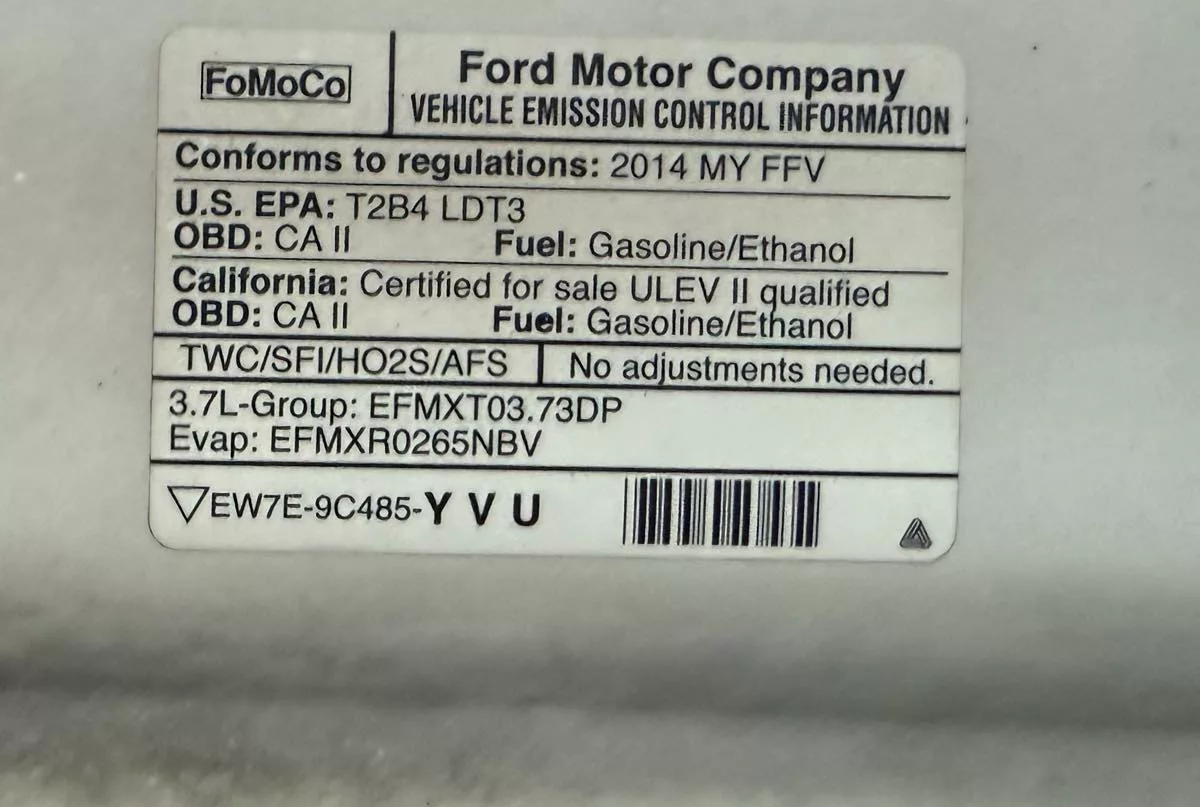 FoMoCo
Ford Motor Company
VEHICLE EMISSION CONTROL INFORMATION
Conforms to regulations: 2014 MY FFV
U.S. EPA: T2B4 LDT3
OBD: CA II Fuel: Gasoline/Ethanol
California: Certified for sale ULEV II qualified
OBD: CA II Fuel: Gasoline/Ethanol
TWC/SFI/HO2S/AFS No adjustments needed.
3.7L-Group: EFMXT03.73DP
Evap: EFMXR0265NBV
EW7E-9C485-Y V U